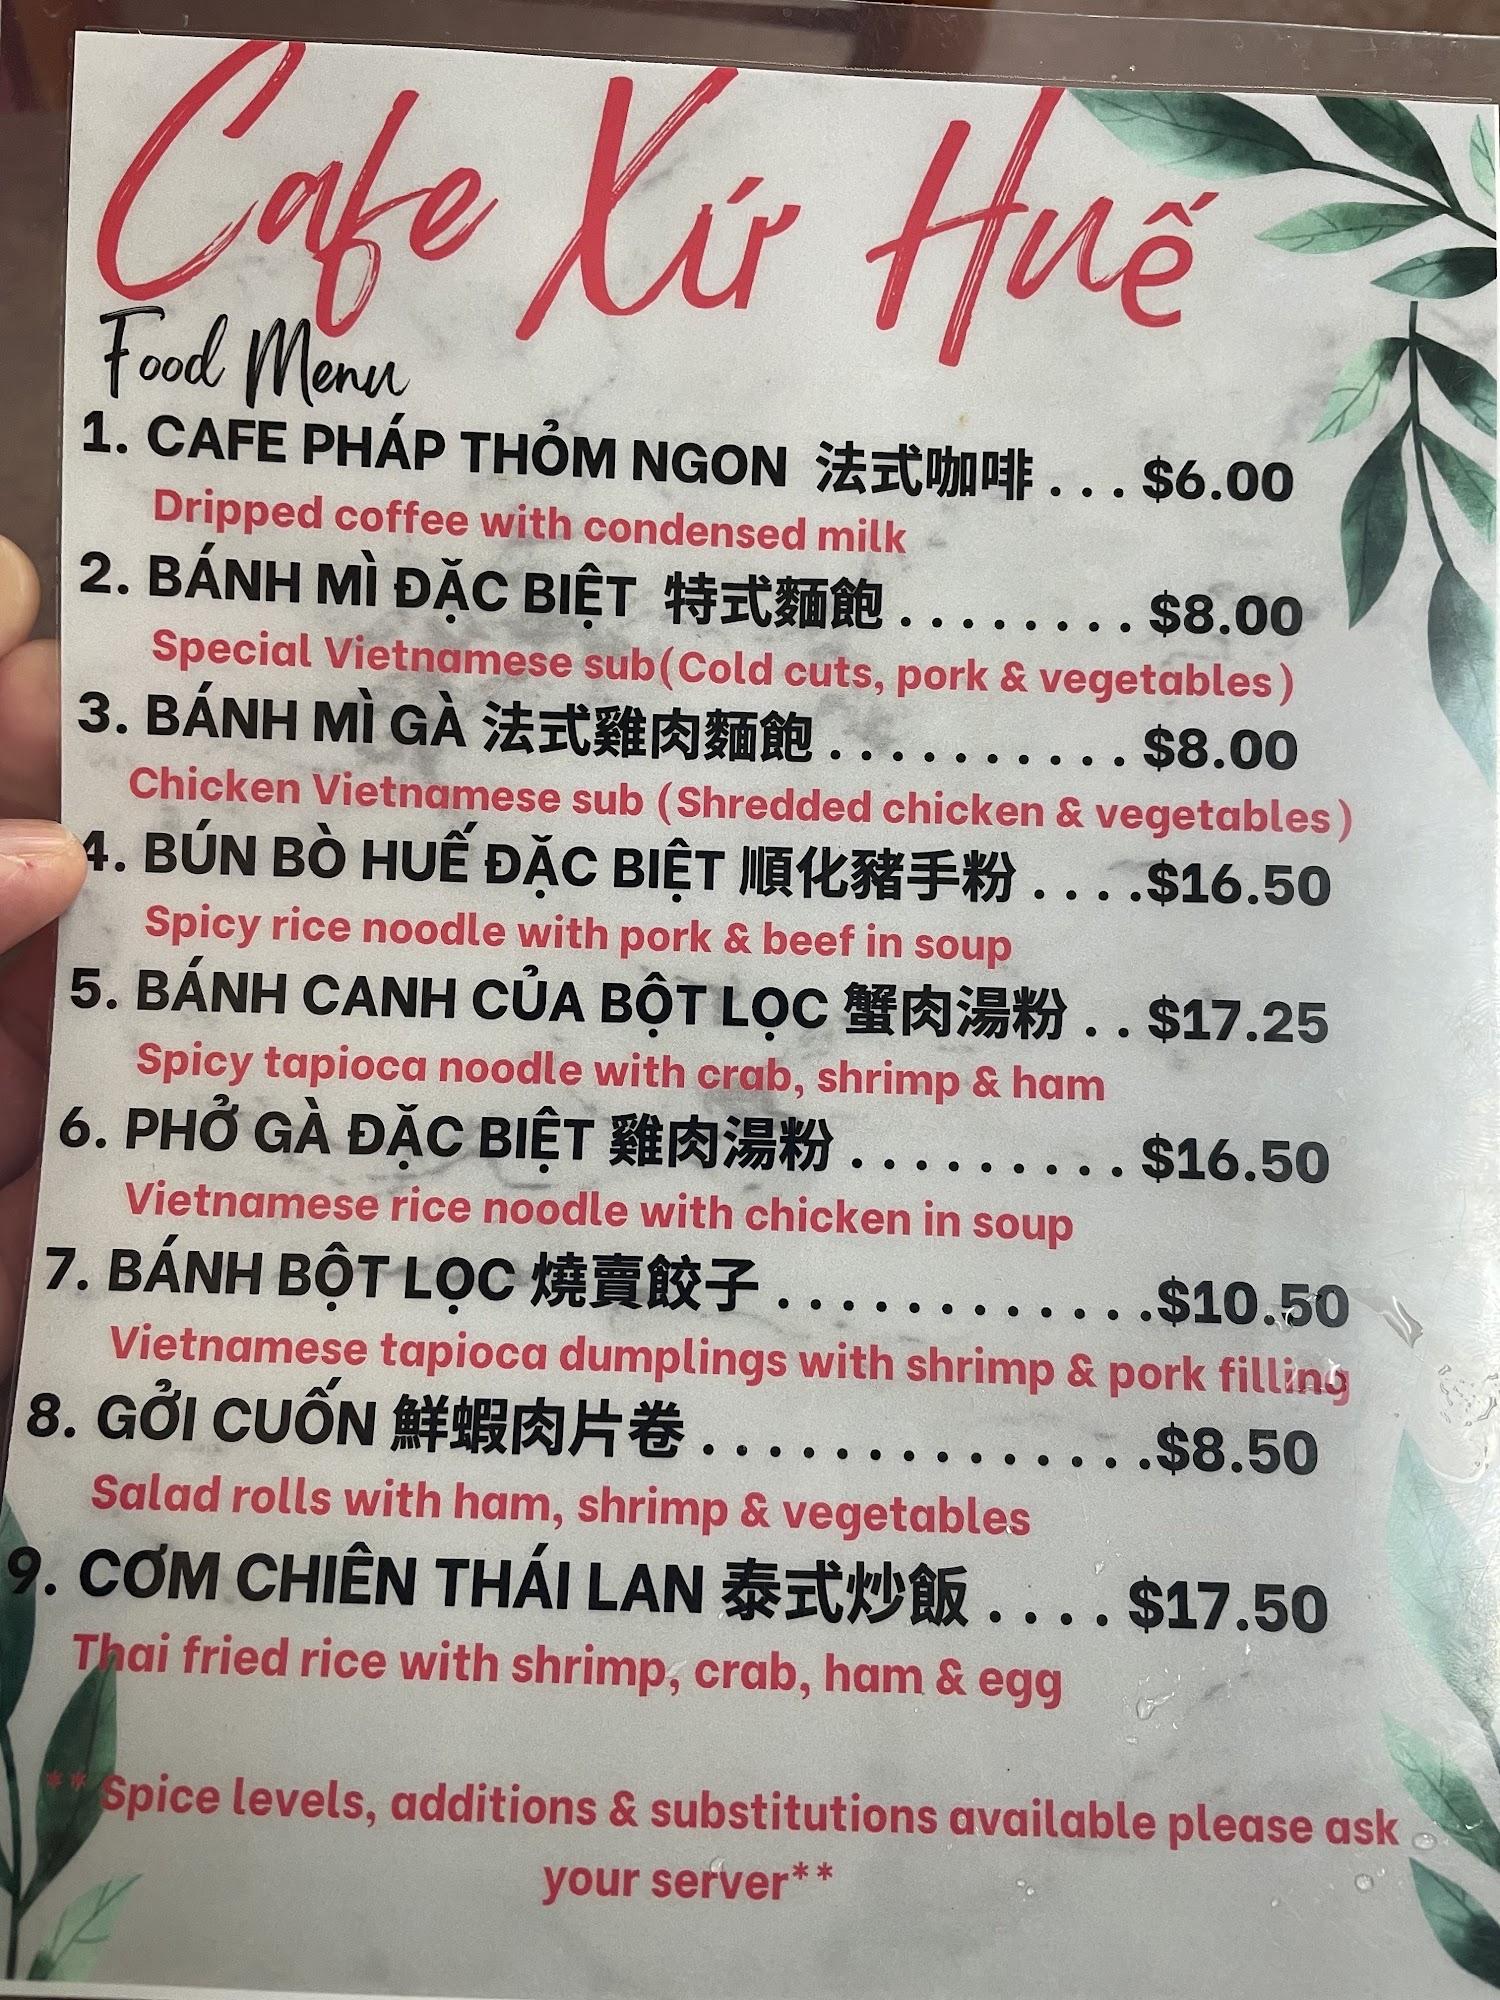 Cafe Xứ Huế
Food Menu
1. CAFE PHÁP THỎM NGON 法式咖啡 . . . $6.00
Dripped coffee with condensed milk
2. BÁNH MÌ ĐẶC BIỆT 特式麵飽 . . . . . . . . $8.00
Special Vietnamese sub(Cold cuts, pork & vegetables)
3. BÁNH MÌ GÀ 法式雞肉麵飽 . . . . . . . . . . $8.00
Chicken Vietnamese sub (Shredded chicken & vegetables)
4. BÚN BÒ HUẾ ĐẶC BIỆT 順化豬手粉 . . . .$16.50
Spicy rice noodle with pork & beef in soup
5. BÁNH CANH CỦA BỘT LỌC 蟹肉湯粉 . . $17.25
Spicy tapioca noodle with crab, shrimp & ham
6. PHỞ GÀ ĐẶC BIỆT 雞肉湯粉 . . . . . . . . . $16.50
Vietnamese rice noodle with chicken in soup
7. BÁNH BỘT LỌC 燒賣餃子 . . . . . . . . . . . . .$10.50
Vietnamese tapioca dumplings with shrimp & pork filling
8. GỞI CUỐN 鮮蝦肉片卷 . . . . . . . . . . . . . . .$8.50
Salad rolls with ham, shrimp & vegetables
9. CƠM CHIÊN THÁI LAN 泰式炒飯 . . . . $17.50
Thai fried rice with shrimp, crab, ham & egg
** Spice levels, additions & substitutions available please ask
your server**